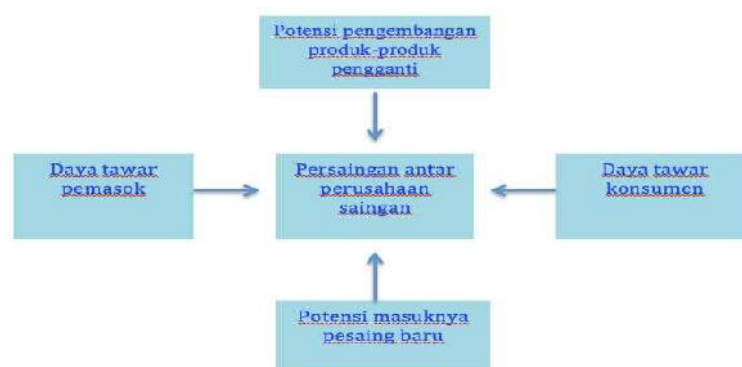 Potensi pengembangan
produk-produk
pengganti
Daya tawar
pemasok
Persaingan antar
perusahaan
saingan
Daya tawar
konsumen
Potensi masuknya
pesaing baru